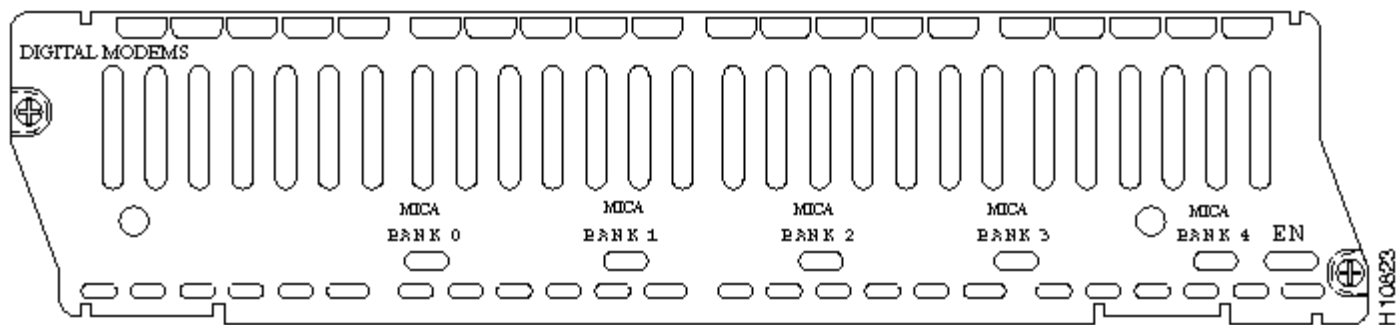 DIGITAL MODEMS
MICA MICA MICA MICA MICA
BANK 0 BANK 1 BANK 2 BANK 3 BANK 4 EN
H10823